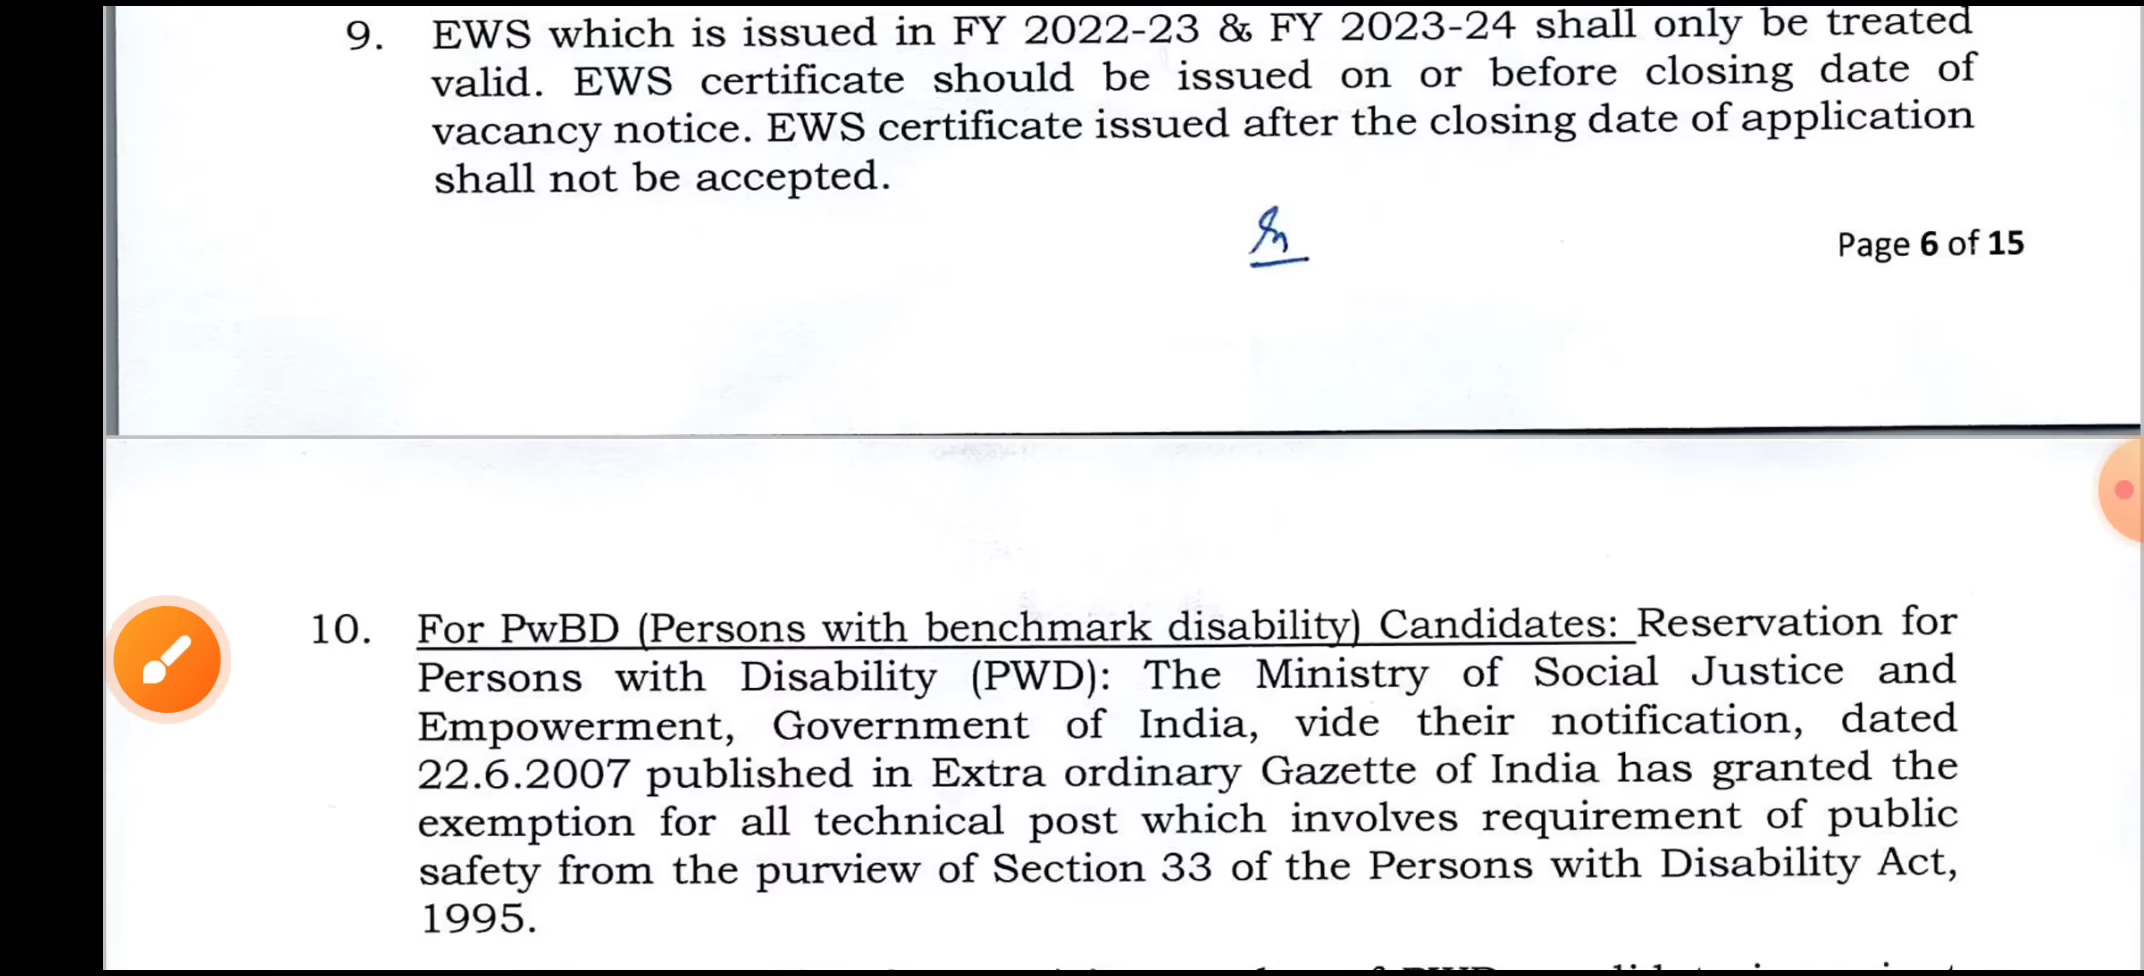 9. EWS which is issued in FY 2022-23 & FY 2023-24 shall only be treated
valid. EWS certificate should be issued on or before closing date of
vacancy notice. EWS certificate issued after the closing date of application
shall not be accepted.
Page 6 of 15
10. For PwBD (Persons with benchmark disability) Candidates: Reservation for
Persons with Disability (PWD): The Ministry of Social Justice and
Empowerment, Government of India, vide their notification, dated
22.6.2007 published in Extra ordinary Gazette of India has granted the
exemption for all technical post which involves requirement of public
safety from the purview of Section 33 of the Persons with Disability Act,
1995.